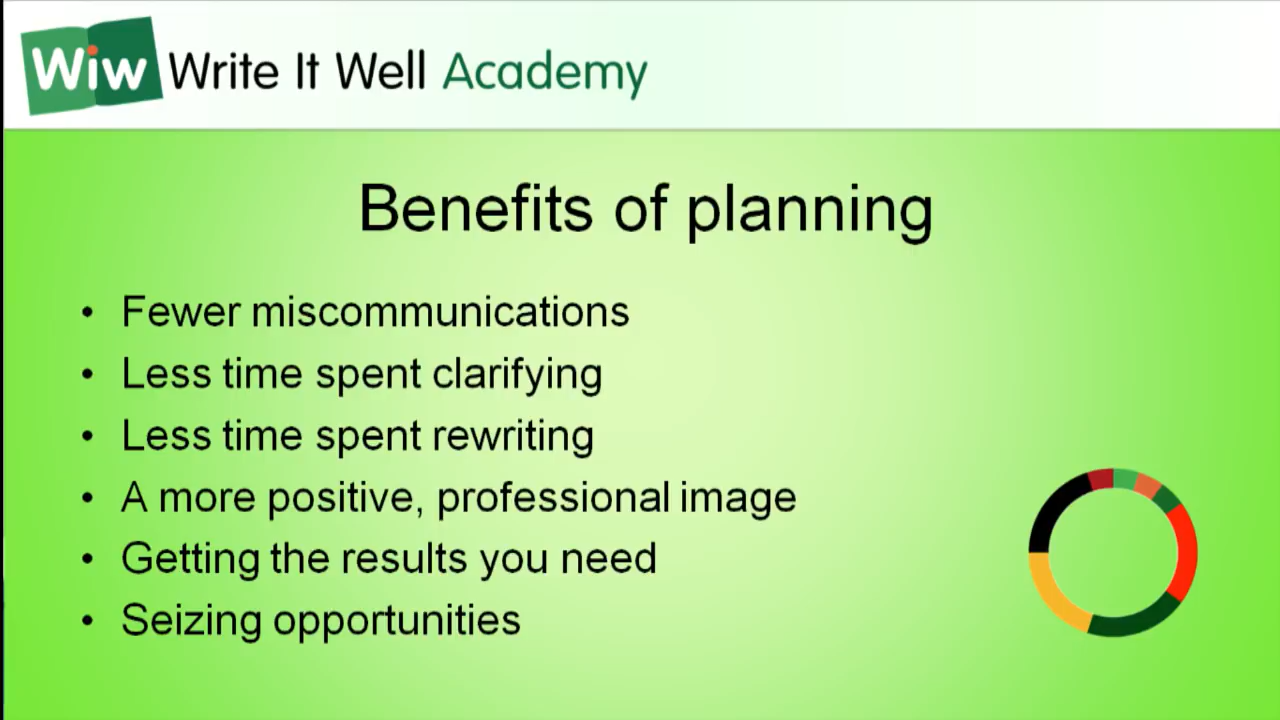 Wiw Write It Well Academy
Benefits of planning
• Fewer miscommunications
• Less time spent clarifying
• Less time spent rewriting
• A more positive, professional image
• Getting the results you need
• Seizing opportunities